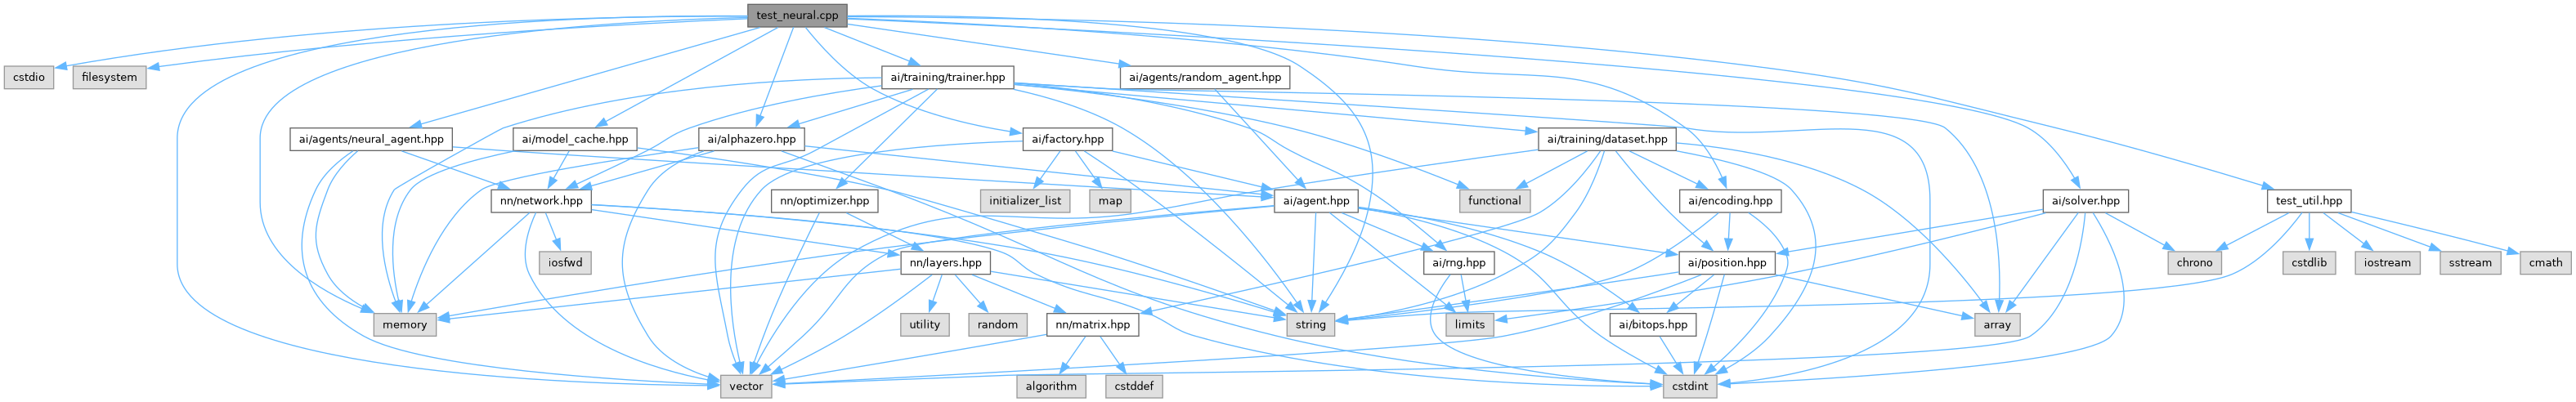 test_neural.cpp
cstdio
filesystem
ai/training/trainer.hpp
ai/agents/random_agent.hpp
ai/agents/neural_agent.hpp
ai/model_cache.hpp
ai/alphazero.hpp
ai/factory.hpp
ai/training/dataset.hpp
nn/network.hpp
nn/optimizer.hpp
initializer_list
map
ai/agent.hpp
functional
ai/encoding.hpp
ai/solver.hpp
test_util.hpp
iosfwd
nn/layers.hpp
ai/rng.hpp
ai/position.hpp
chrono
cstdlib
iostream
sstream
cmath
memory
utility
random
nn/matrix.hpp
string
limits
ai/bitops.hpp
array
vector
algorithm
cstddef
cstdint